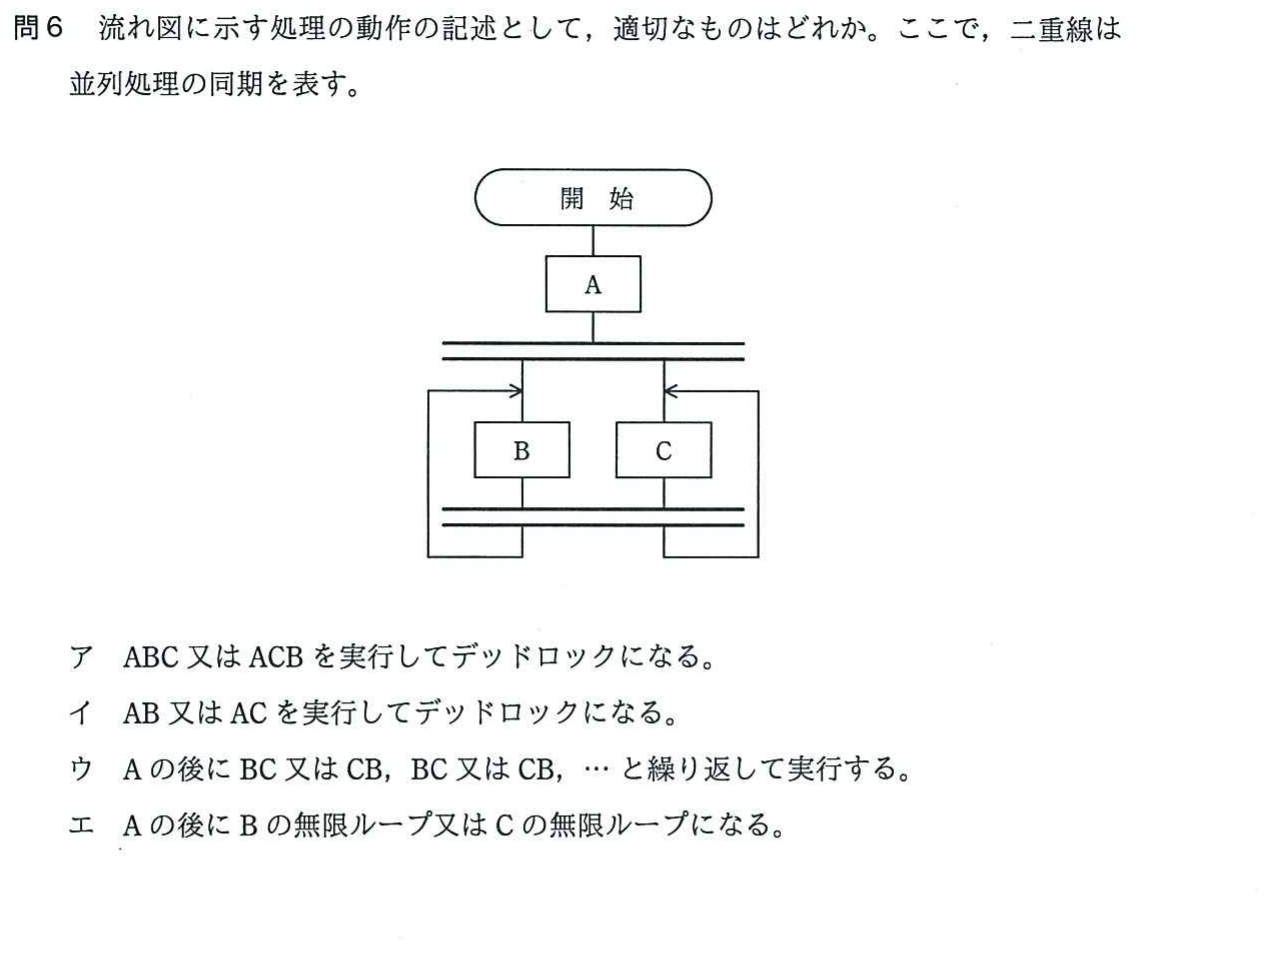 問6 流れ図に示す処理の動作の記述として，適切なものはどれか。ここで，二重線は
並列処理の同期を表す。
開 始
A
B
C
ア ABC 又は ACB を実行してデッドロックになる。
イ AB 又は AC を実行してデッドロックになる。
ウ A の後に BC 又は CB，BC 又は CB，… と繰り返して実行する。
エ A の後に B の無限ループ又は C の無限ループになる。